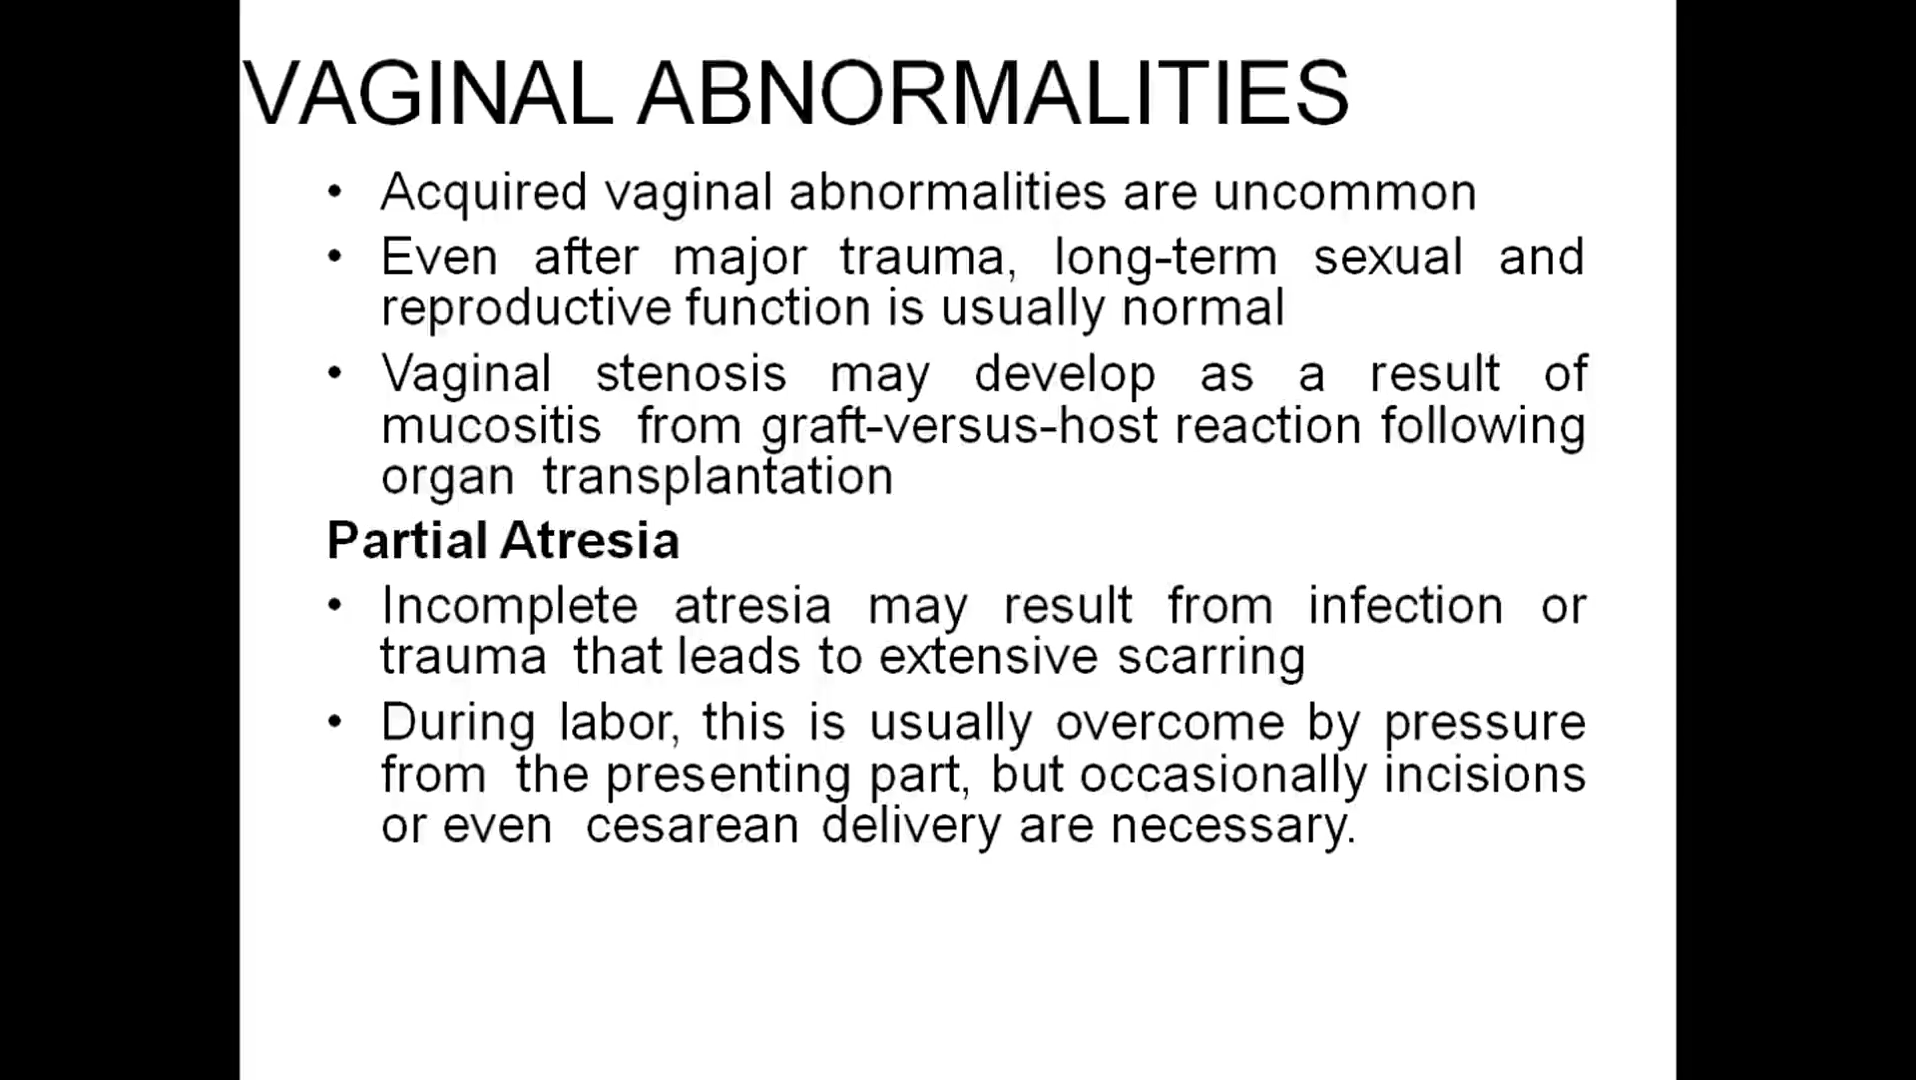 VAGINAL ABNORMALITIES
• Acquired vaginal abnormalities are uncommon
• Even after major trauma, long-term sexual and
reproductive function is usually normal
• Vaginal stenosis may develop as a result of
mucositis from graft-versus-host reaction following
organ transplantation
Partial Atresia
• Incomplete atresia may result from infection or
trauma that leads to extensive scarring
• During labor, this is usually overcome by pressure
from the presenting part, but occasionally incisions
or even cesarean delivery are necessary.